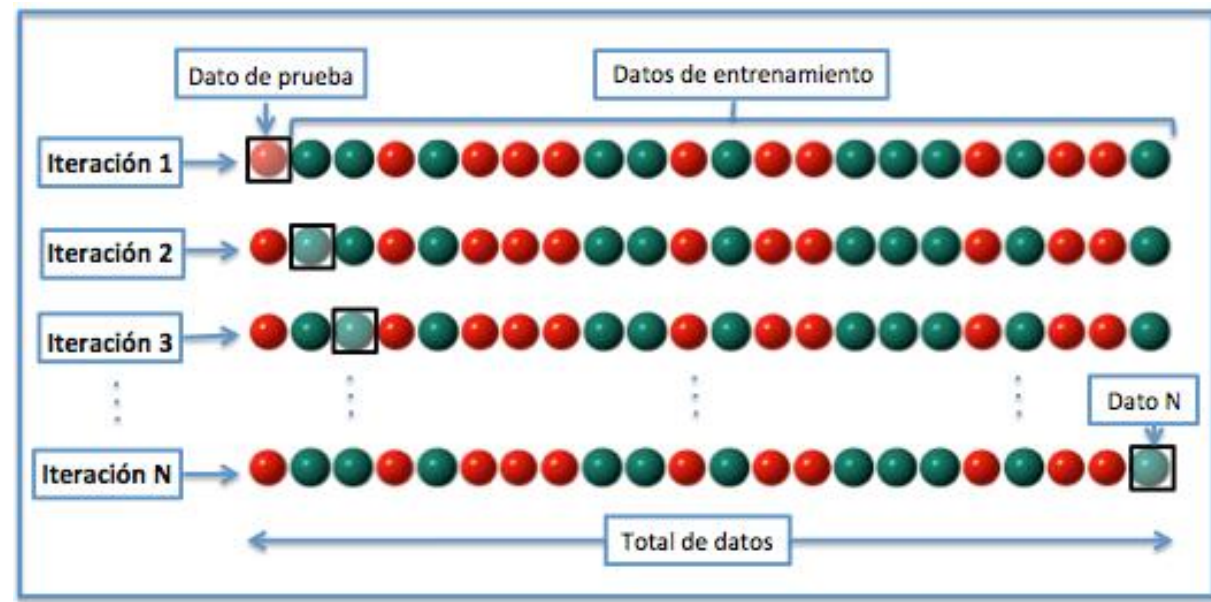 Dato de prueba
Datos de entrenamiento
Iteración 1
Iteración 2
Iteración 3
Dato N
Iteración N
Total de datos